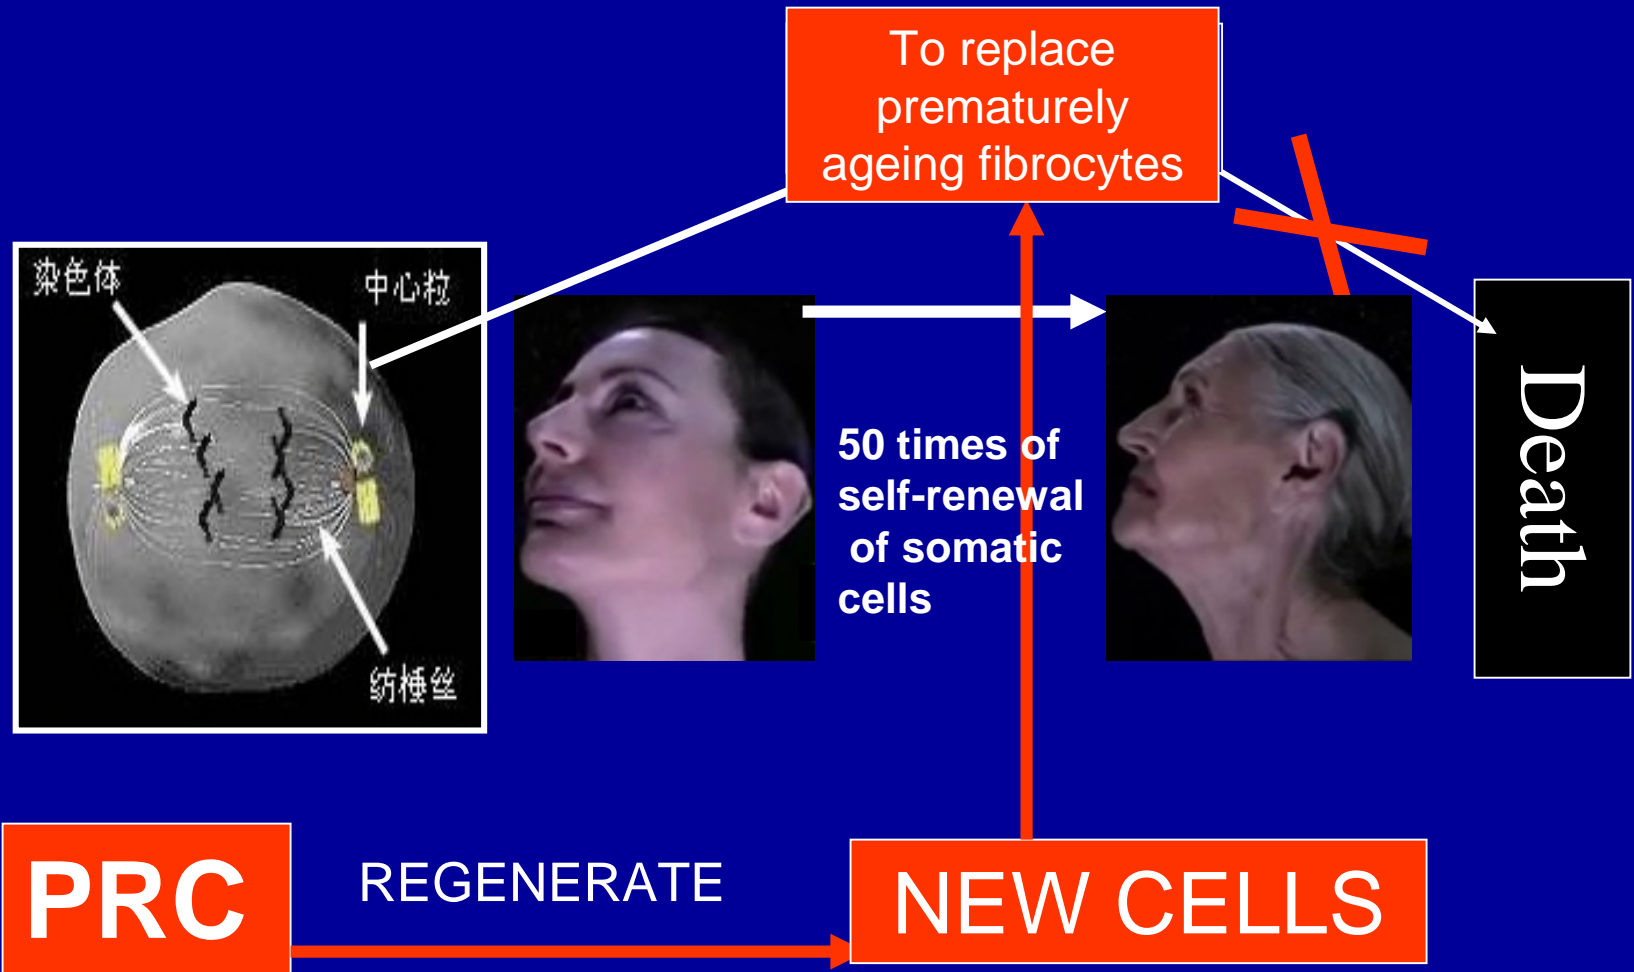 To replace
prematurely
ageing fibrocytes
染色体
中心粒
纺棰丝
50 times of
self-renewal
of somatic
cells
Death
PRC
REGENERATE
NEW CELLS